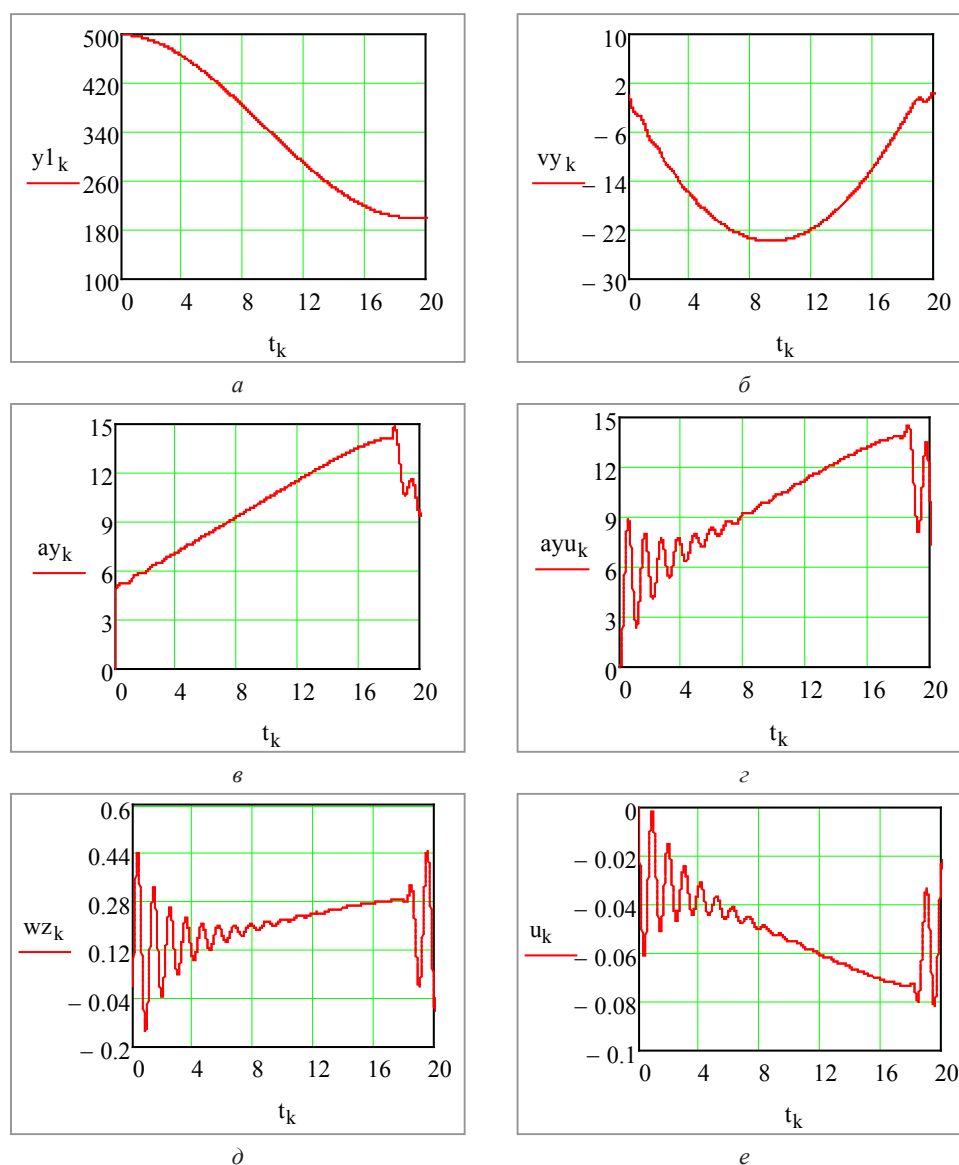 500
420
340
260
180
100
y1k
0 4 8 12 16 20
tk
а
10
2
– 6
– 14
– 22
– 30
vyk
0 4 8 12 16 20
tk
б
15
12
9
6
3
0
ayk
0 4 8 12 16 20
tk
в
15
12
9
6
3
0
ayuk
0 4 8 12 16 20
tk
г
0.6
0.44
0.28
0.12
– 0.04
– 0.2
wzk
0 4 8 12 16 20
tk
д
0
– 0.02
– 0.04
– 0.06
– 0.08
– 0.1
uk
0 4 8 12 16 20
tk
е